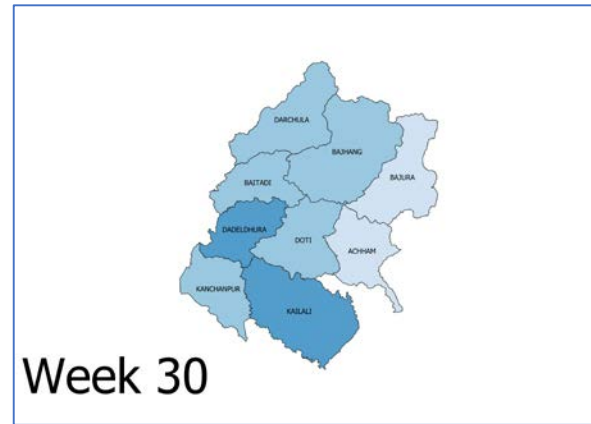 DARCHULA
BAJHANG
BAJURA
BAITADI
DADELDHURA
DOTI
ACHHAM
KANCHANPUR
KAILALI
Week 30